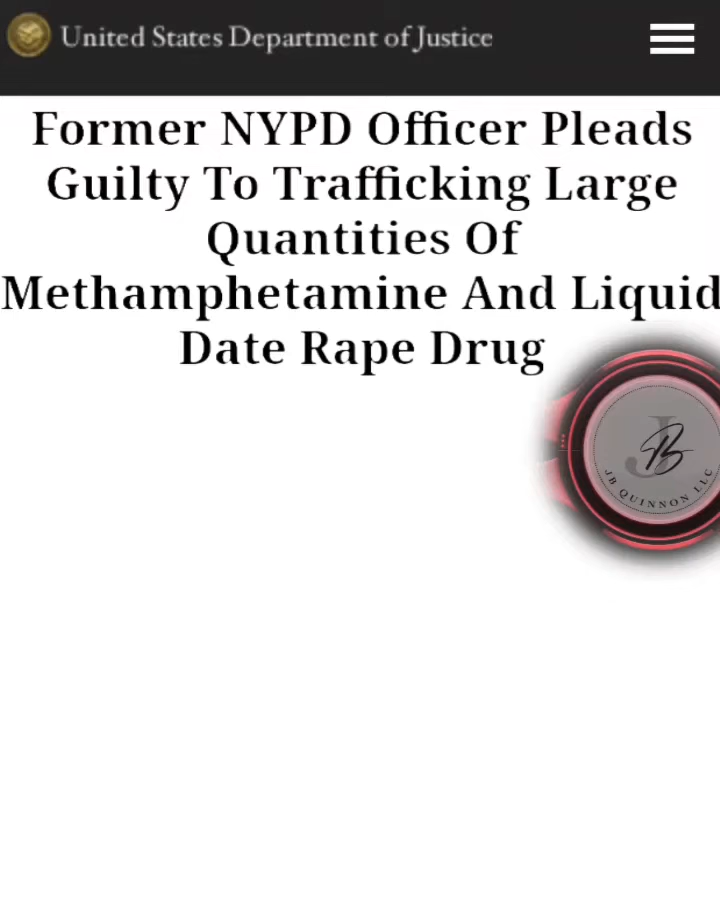 United States Department of Justice
Former NYPD Officer Pleads
Guilty To Trafficking Large
Quantities Of
Methamphetamine And Liquid
Date Rape Drug
JB
JB QUINNON LLC